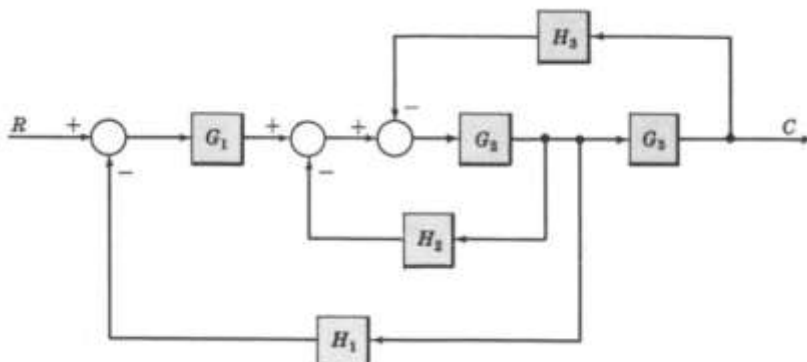 H₃
−
R + G₁ + + G₂ G₃ C
− −
H₂
H₁